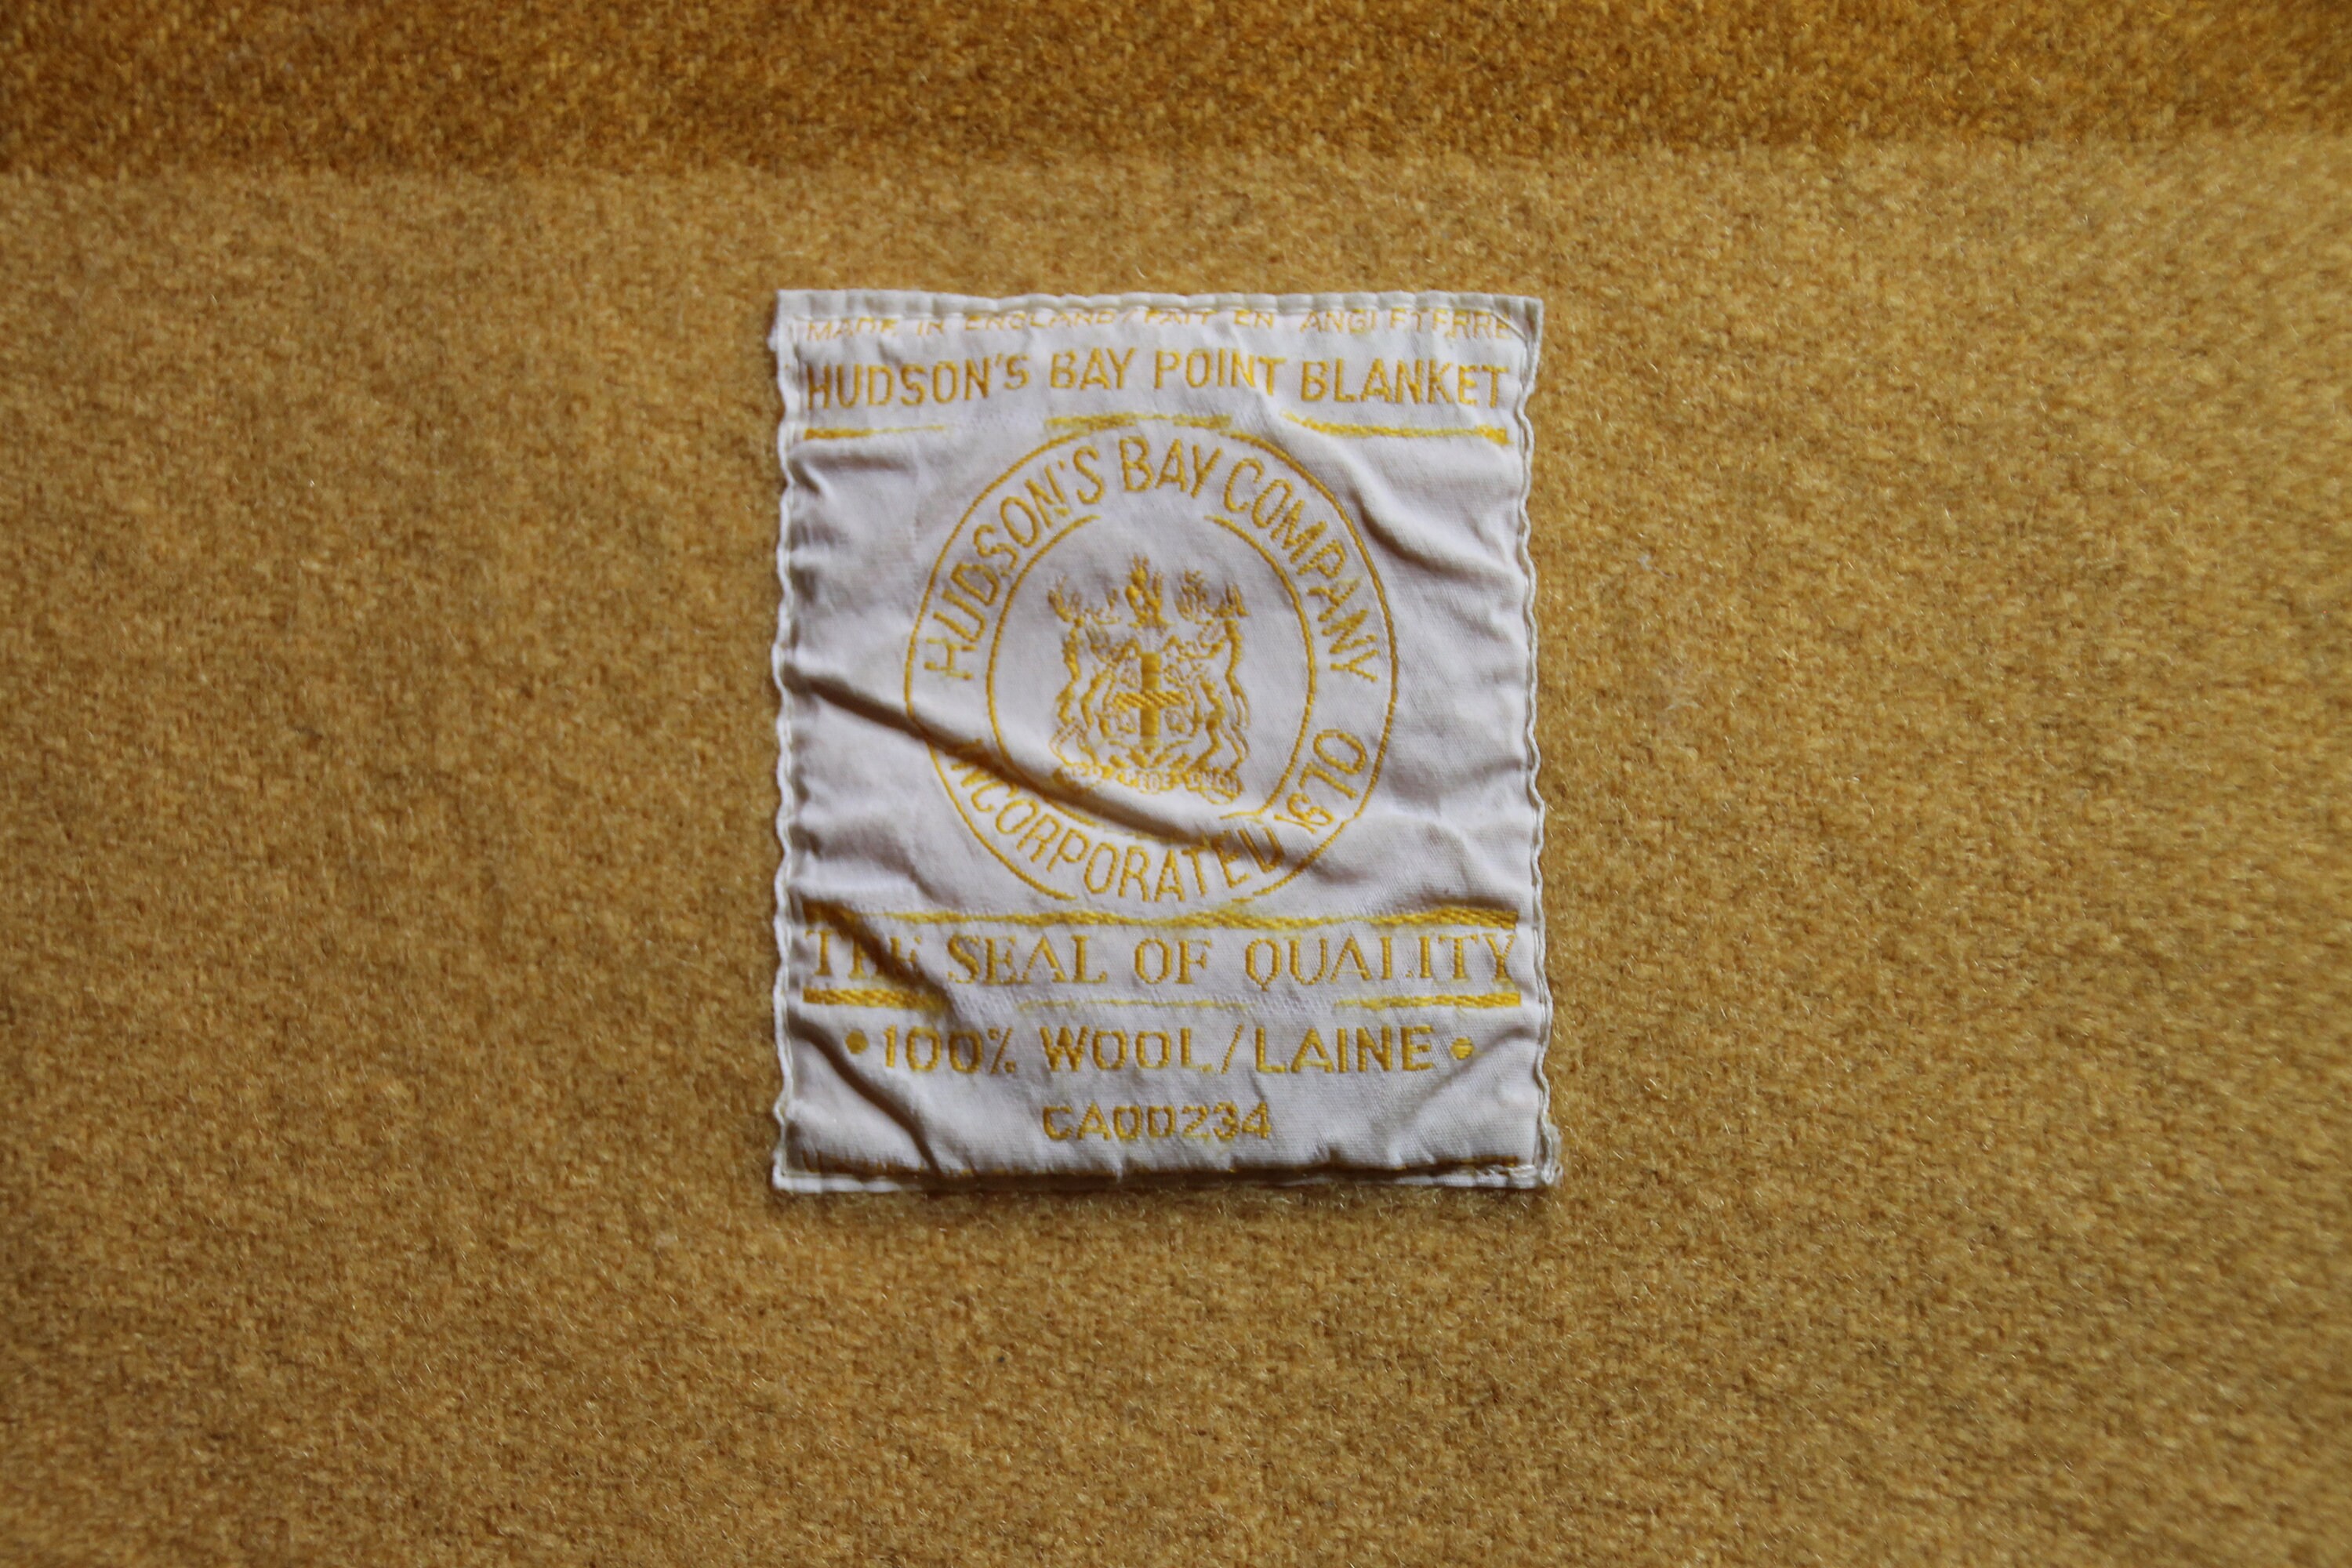 MADE IN ENGLAND/FAIT EN ANGLETERRE
HUDSON'S BAY POINT BLANKET
HUDSON'S BAY COMPANY
INCORPORATED 1670
THE SEAL OF QUALITY
•100% WOOL/LAINE•
CA00234